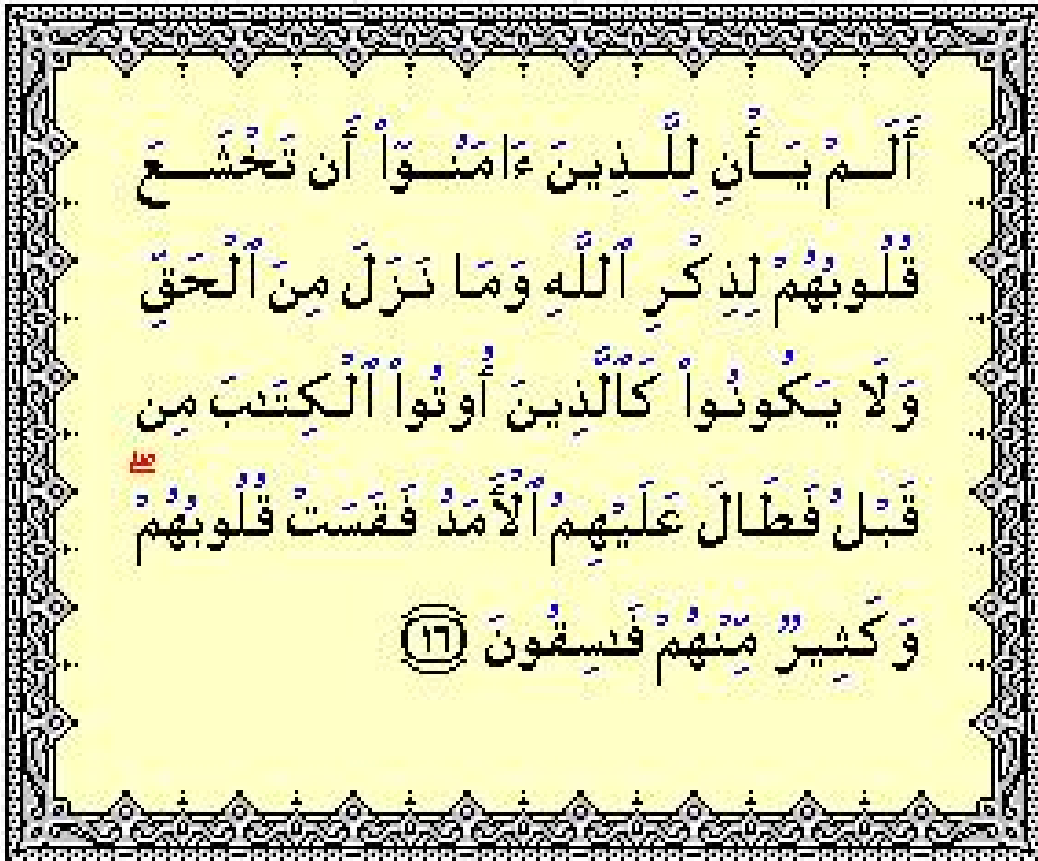 أَلَمْ يَأْنِ لِلَّذِينَ ءَامَنُوٓا۟ أَن تَخْشَعَ
قُلُوبُهُمْ لِذِكْرِ ٱللَّهِ وَمَا نَزَلَ مِنَ ٱلْحَقِّ
وَلَا يَكُونُوا۟ كَٱلَّذِينَ أُوتُوا۟ ٱلْكِتَـٰبَ مِن
قَبْلُ فَطَالَ عَلَيْهِمُ ٱلْأَمَدُ فَقَسَتْ قُلُوبُهُمْ ۖ
وَكَثِيرٌ مِّنْهُمْ فَـٰسِقُونَ ١٦